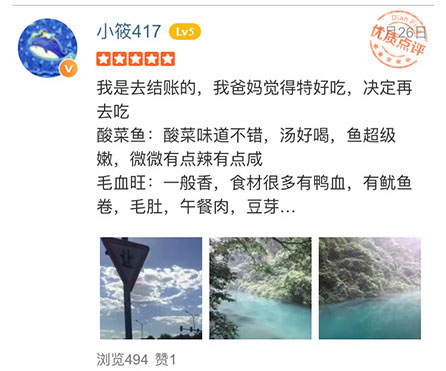 小筱417 Lv5
月26日
Dian Pi
优质点评
V
我是去结账的，我爸妈觉得特好吃，决定再
去吃
酸菜鱼：酸菜味道不错，汤好喝，鱼超级
嫩，微微有点辣有点咸
毛血旺：一般香，食材很多有鸭血，有鱿鱼
卷，毛肚，午餐肉，豆芽...
让
浏览494 赞1